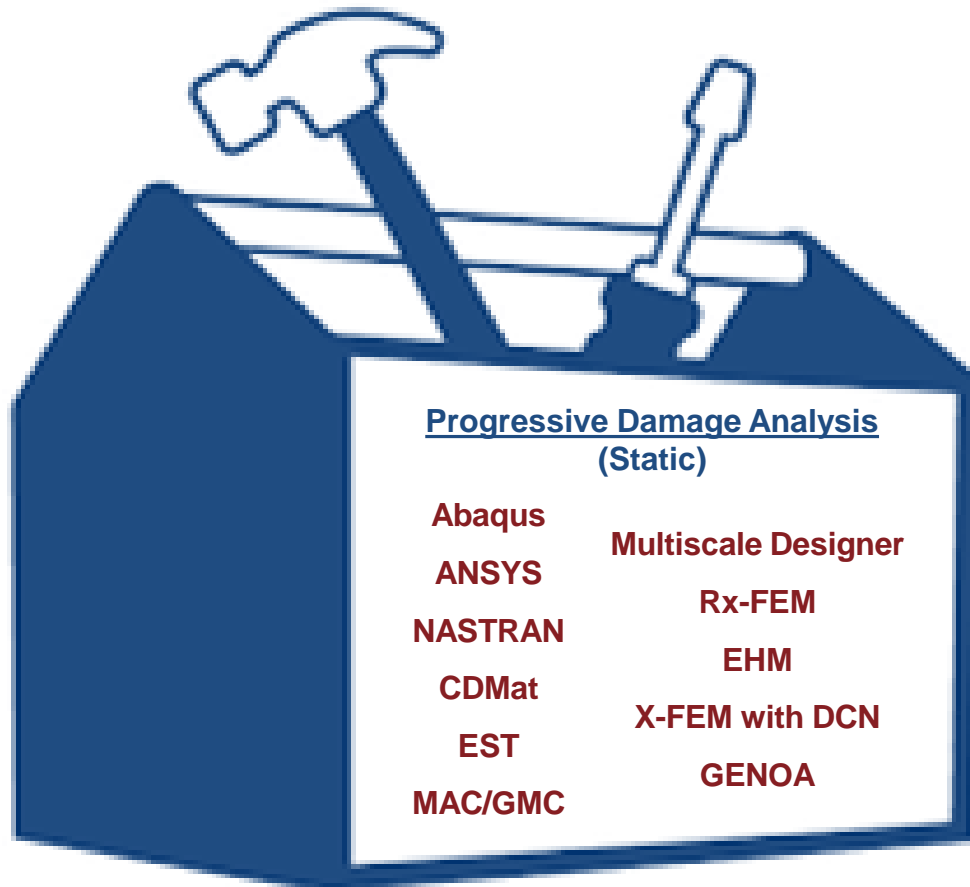 Progressive Damage Analysis
(Static)
Abaqus
ANSYS
NASTRAN
CDMat
EST
MAC/GMC
Multiscale Designer
Rx-FEM
EHM
X-FEM with DCN
GENOA